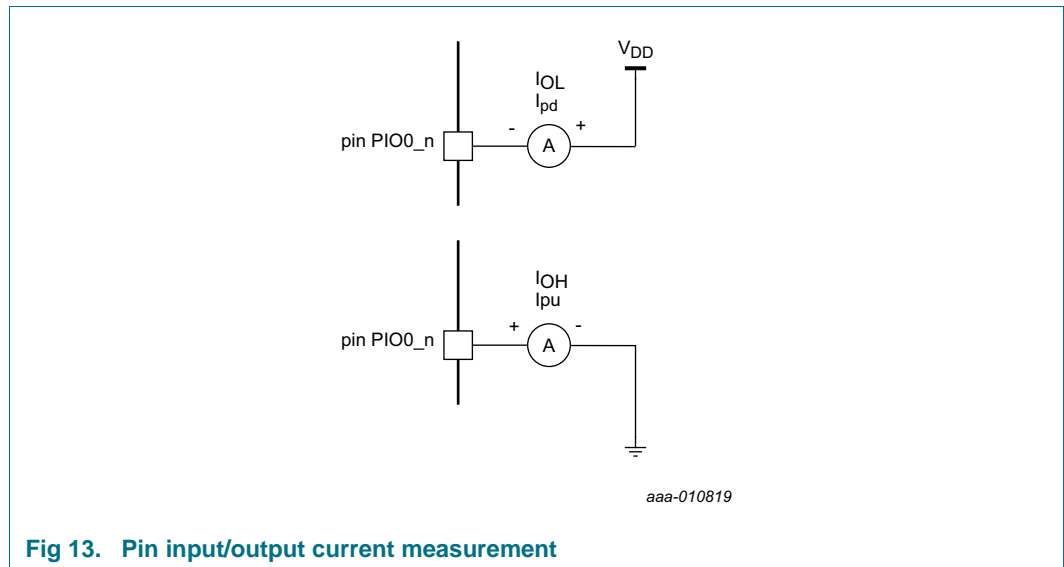 VDD
IOL
Ipd
- +
A
pin PIO0_n
IOH
Ipu
+ -
A
pin PIO0_n
aaa-010819
Fig 13. Pin input/output current measurement